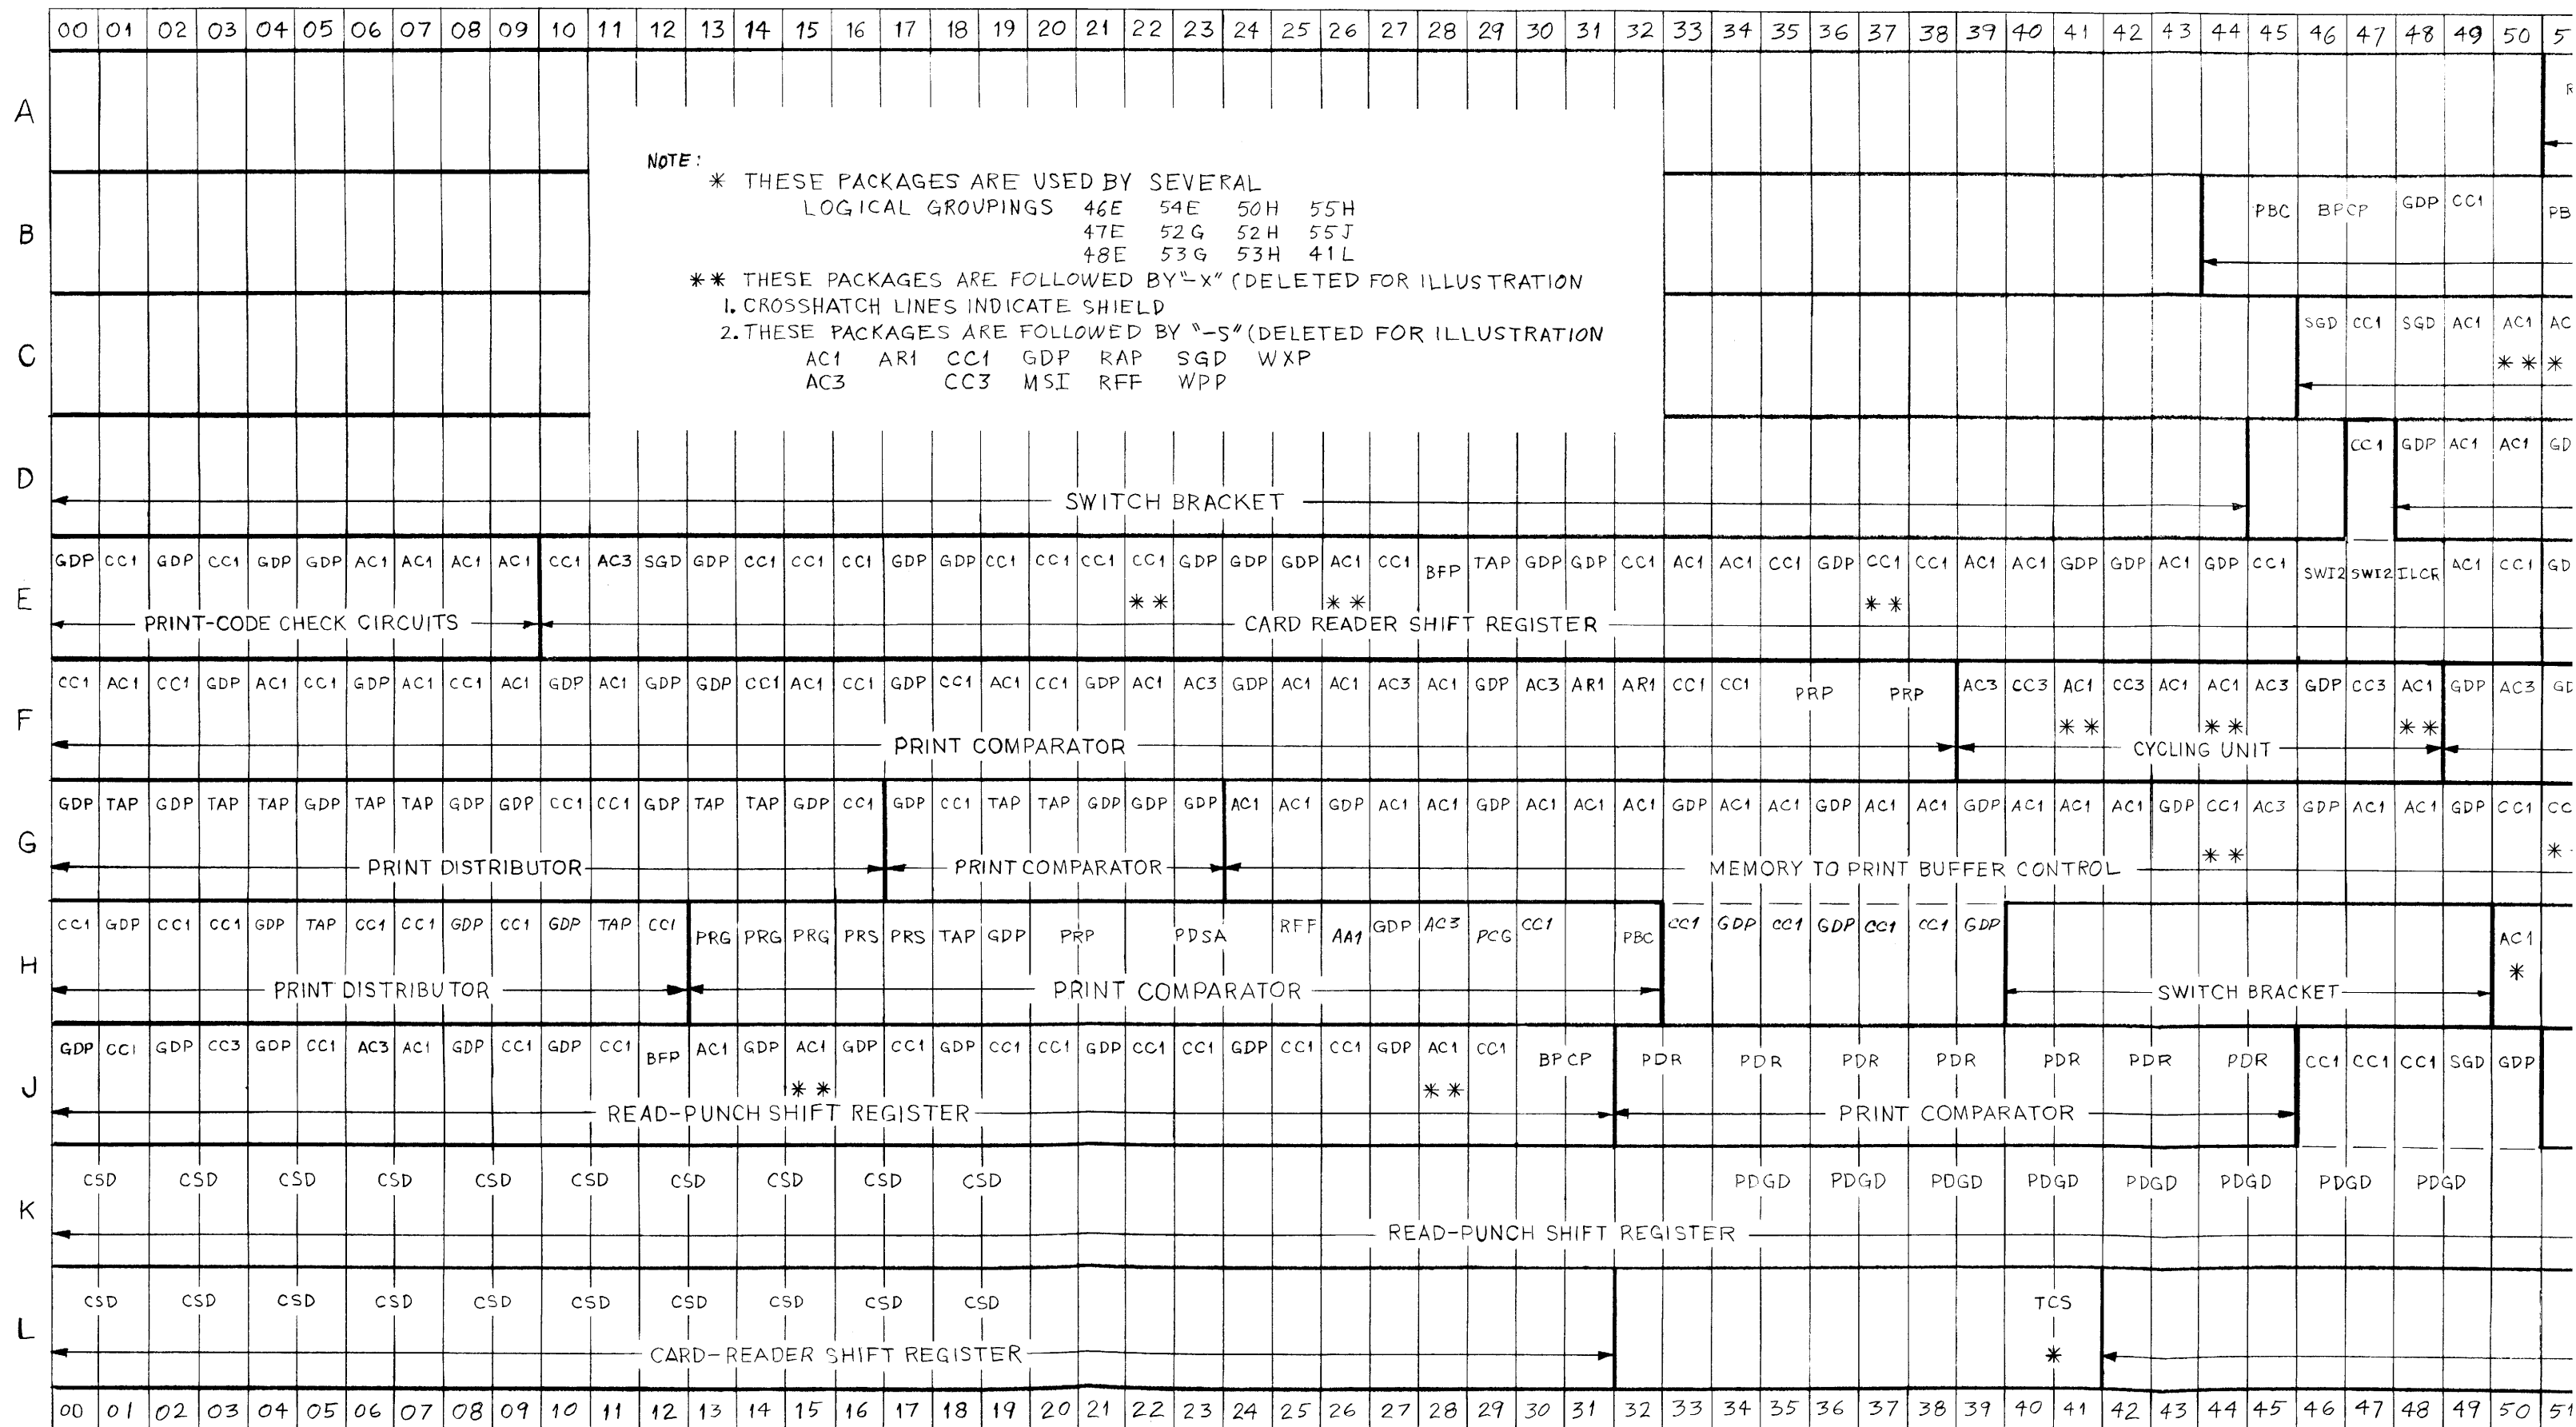 00 01 02 03 04 05 06 07 08 09 10 11 12 13 14 15 16 17 18 19 20 21 22 23 24 25 26 27 28 29 30 31 32 33 34 35 36 37 38 39 40 41 42 43 44 45 46 47 48 49 50 5
A
NOTE:
* THESE PACKAGES ARE USED BY SEVERAL
LOGICAL GROUPINGS 46E 54E 50H 55H
47E 52G 52H 55J
48E 53G 53H 41L
** THESE PACKAGES ARE FOLLOWED BY "-X" (DELETED FOR ILLUSTRATION
1. CROSSHATCH LINES INDICATE SHIELD
2. THESE PACKAGES ARE FOLLOWED BY "-S" (DELETED FOR ILLUSTRATION
AC1 AR1 CC1 GDP RAP SGD WXP
AC3 CC3 MSI RFF WPP
B
PBC BPCP GDP CC1 PB
C
SGD CC1 SGD AC1 AC1 AC
** *
D
CC1 GDP AC1 AC1 GD
SWITCH BRACKET
E
GDP CC1 GDP CC1 GDP GDP AC1 AC1 AC1 AC1 CC1 AC3 SGD GDP CC1 CC1 CC1 GDP GDP CC1 CC1 CC1 CC1 GDP GDP GDP AC1 CC1 BFP TAP GDP GDP CC1 AC1 AC1 CC1 GDP CC1 CC1 AC1 AC1 GDP GDP AC1 GDP CC1 SWI2 SWI2 ILCR AC1 CC1 GD
** ** **
PRINT-CODE CHECK CIRCUITS CARD READER SHIFT REGISTER
F
CC1 AC1 CC1 GDP AC1 CC1 GDP AC1 CC1 AC1 GDP AC1 GDP GDP CC1 AC1 CC1 GDP CC1 AC1 CC1 GDP AC1 AC3 GDP AC1 AC1 AC3 AC1 GDP AC3 AR1 AR1 CC1 CC1 PRP PRP AC3 CC3 AC1 CC3 AC1 AC1 AC3 GDP CC3 AC1 GDP AC3 GD
** ** **
PRINT COMPARATOR CYCLING UNIT
G
GDP TAP GDP TAP TAP GDP TAP TAP GDP GDP CC1 CC1 GDP TAP TAP GDP CC1 GDP CC1 TAP TAP GDP GDP GDP AC1 AC1 GDP AC1 AC1 GDP AC1 AC1 AC1 GDP AC1 AC1 GDP AC1 AC1 GDP AC1 AC1 AC1 GDP CC1 AC3 GDP AC1 AC1 GDP CC1 CC
** *
PRINT DISTRIBUTOR PRINT COMPARATOR MEMORY TO PRINT BUFFER CONTROL
H
CC1 GDP CC1 CC1 GDP TAP CC1 CC1 GDP CC1 GDP TAP CC1 PRG PRG PRG PRS PRS TAP GDP PRP PDSA RFF AA1 GDP AC3 PCG CC1 PBC CC1 GDP CC1 GDP CC1 CC1 GDP AC1
*
PRINT DISTRIBUTOR PRINT COMPARATOR SWITCH BRACKET
J
GDP CC1 GDP CC3 GDP CC1 AC3 AC1 GDP CC1 GDP CC1 BFP AC1 GDP AC1 GDP CC1 GDP CC1 CC1 GDP CC1 CC1 GDP CC1 CC1 GDP AC1 CC1 BPCP PDR PDR PDR PDR PDR PDR PDR CC1 CC1 CC1 SGD GDP
** **
READ-PUNCH SHIFT REGISTER PRINT COMPARATOR
K
CSD CSD CSD CSD CSD CSD CSD CSD CSD CSD PDGD PDGD PDGD PDGD PDGD PDGD PDGD PDGD
READ-PUNCH SHIFT REGISTER
L
CSD CSD CSD CSD CSD CSD CSD CSD CSD CSD TCS
*
CARD-READER SHIFT REGISTER
00 01 02 03 04 05 06 07 08 09 10 11 12 13 14 15 16 17 18 19 20 21 22 23 24 25 26 27 28 29 30 31 32 33 34 35 36 37 38 39 40 41 42 43 44 45 46 47 48 49 50 51